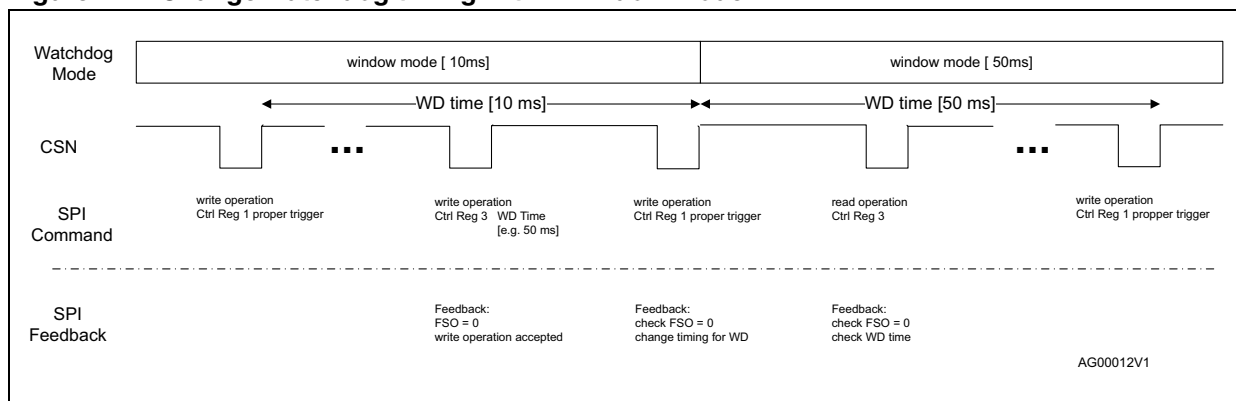 Watchdog
Mode
window mode [ 10ms]
window mode [ 50ms]
WD time [10 ms]
WD time [50 ms]
CSN
...
...
SPI
Command
write operation
Ctrl Reg 1 proper trigger
write operation
Ctrl Reg 3 WD Time
[e.g. 50 ms]
write operation
Ctrl Reg 1 proper trigger
read operation
Ctrl Reg 3
write operation
Ctrl Reg 1 propper trigger
SPI
Feedback
Feedback:
FSO = 0
write operation accepted
Feedback:
check FSO = 0
change timing for WD
Feedback:
check FSO = 0
check WD time
AG00012V1